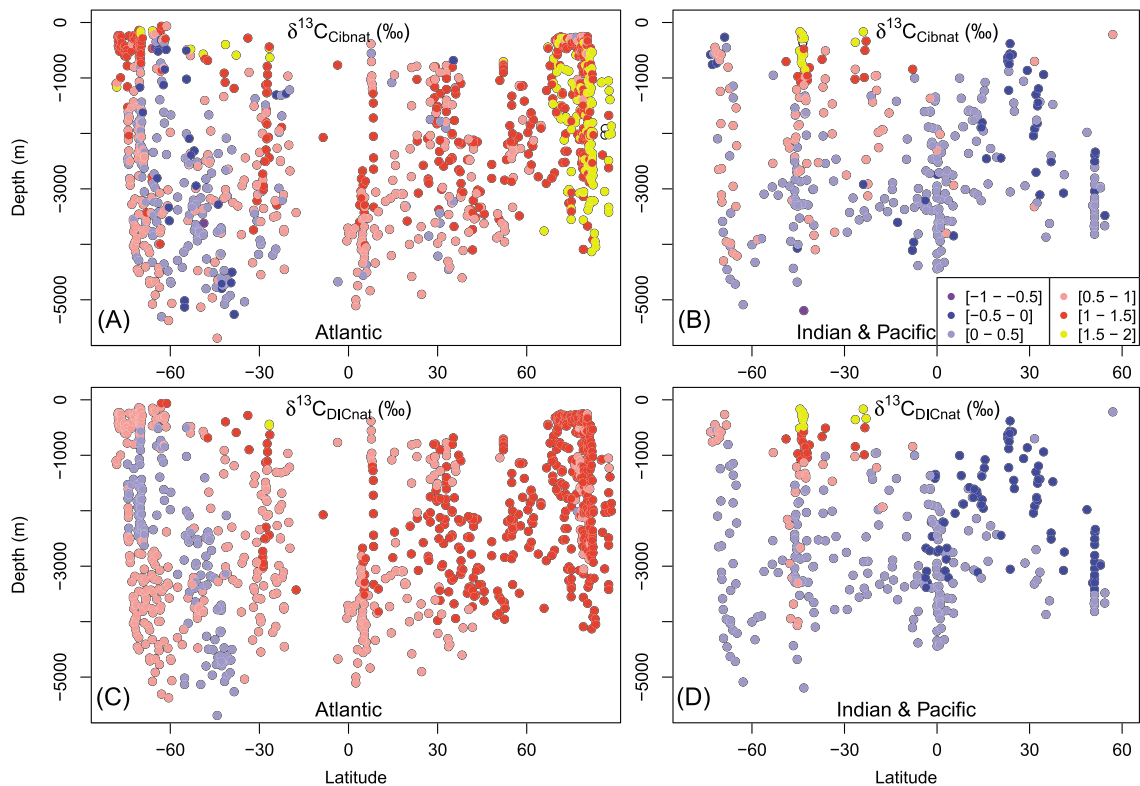 δ13CCibnat (‰)
0
−1000
−3000
−5000
Depth (m)
(A)
Atlantic
−60 −30 0 30 60
δ13CCibnat (‰)
0
−1000
−3000
−5000
(B)
Indian & Pacific
[−1 − −0.5]
[−0.5 − 0]
[0 − 0.5]
[0.5 − 1]
[1 − 1.5]
[1.5 − 2]
−60 −30 0 30 60
δ13CDICnat (‰)
0
−1000
−3000
−5000
Depth (m)
(C)
Atlantic
−60 −30 0 30 60
Latitude
δ13CDICnat (‰)
0
−1000
−3000
−5000
(D)
Indian & Pacific
−60 −30 0 30 60
Latitude